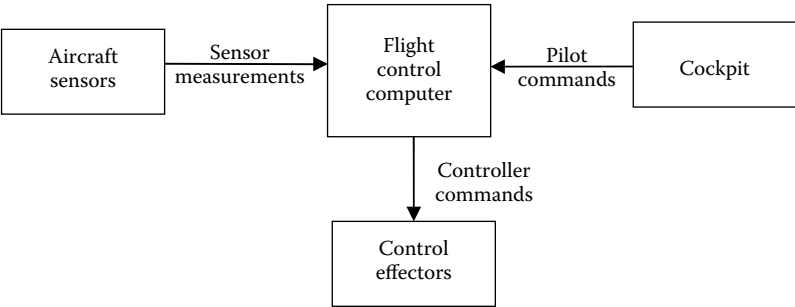 Aircraft
sensors
Sensor
measurements
Flight
control
computer
Pilot
commands
Cockpit
Controller
commands
Control
effectors